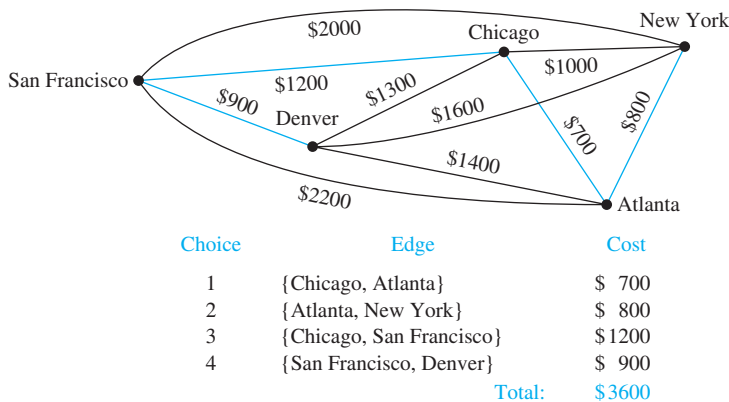 New York
Chicago
$2000
San Francisco
$1200
$1000
$1300
$900
$1600
$800
Denver
$700
$1400
$2200
Atlanta
Choice Edge Cost
1 {Chicago, Atlanta} $ 700
2 {Atlanta, New York} $ 800
3 {Chicago, San Francisco} $1200
4 {San Francisco, Denver} $ 900
Total: $3600